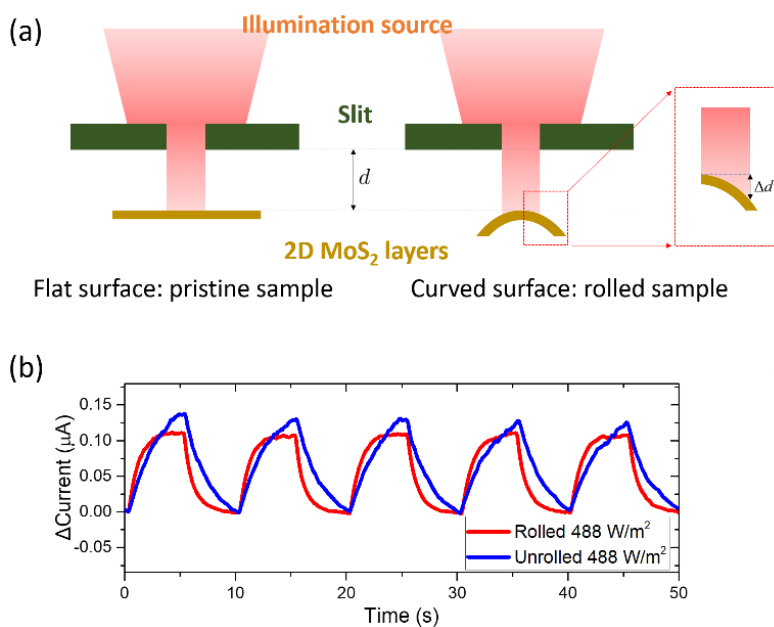 (a)
Illumination source
Slit
d
Δd
2D MoS₂ layers
Flat surface: pristine sample
Curved surface: rolled sample
(b)
ΔCurrent (μA)
0.15
0.10
0.05
0.00
-0.05
Rolled 488 W/m²
Unrolled 488 W/m²
0 10 20 30 40 50
Time (s)